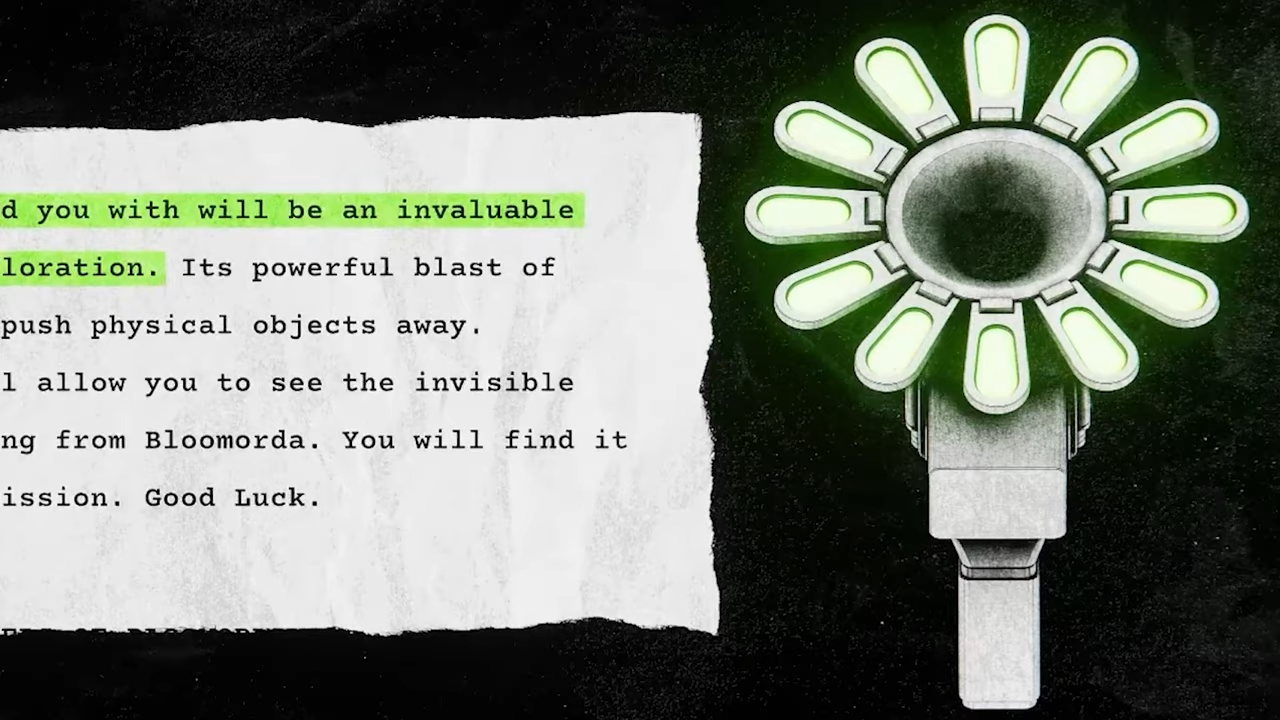 d you with will be an invaluable
loration. Its powerful blast of
push physical objects away.
l allow you to see the invisible
ng from Bloomorda. You will find it
ission. Good Luck.